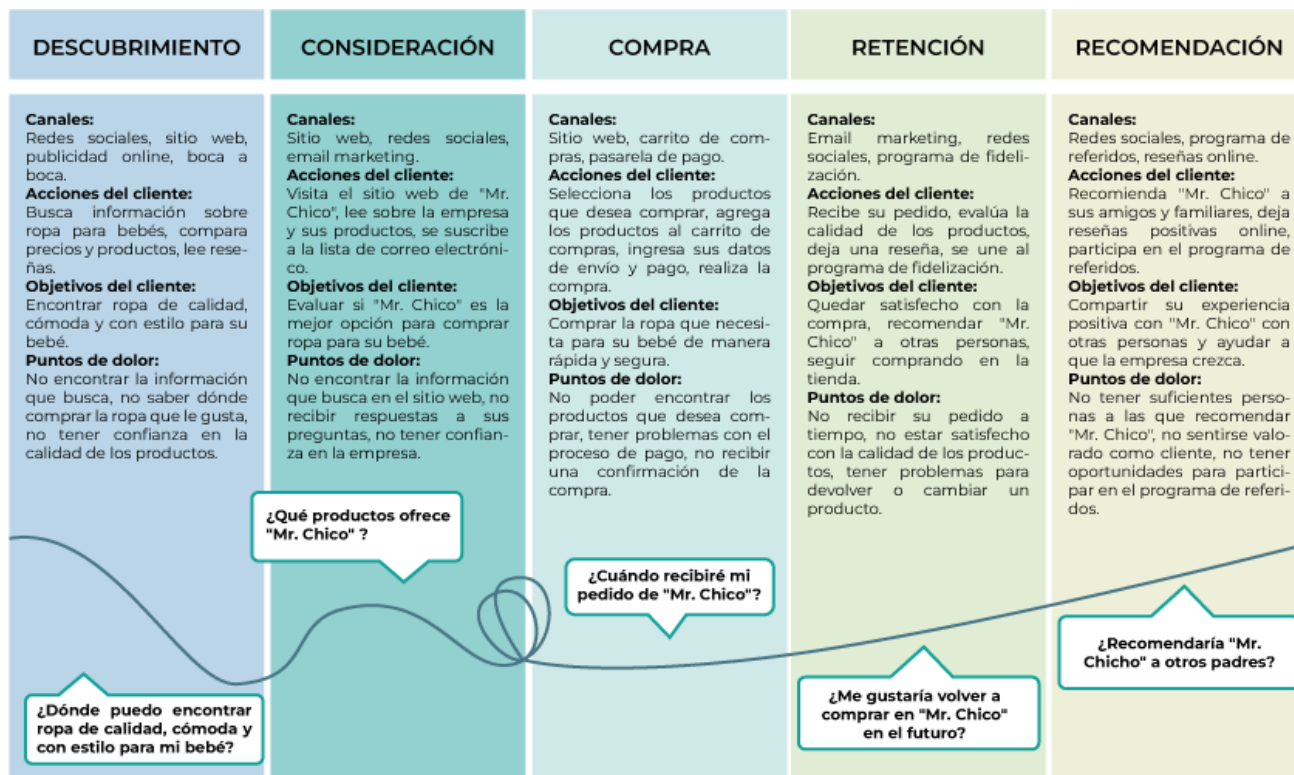 DESCUBRIMIENTO
Canales:
Redes sociales, sitio web,
publicidad online, boca a
boca.
Acciones del cliente:
Busca información sobre
ropa para bebés, compara
precios y productos, lee rese-
ñas.
Objetivos del cliente:
Encontrar ropa de calidad,
cómoda y con estilo para su
bebé.
Puntos de dolor:
No encontrar la información
que busca, no saber dónde
comprar la ropa que le gusta,
no tener confianza en la
calidad de los productos.
¿Dónde puedo encontrar
ropa de calidad, cómoda y
con estilo para mi bebé?
CONSIDERACIÓN
Canales:
Sitio web, redes sociales,
email marketing.
Acciones del cliente:
Visita el sitio web de "Mr.
Chico", lee sobre la empresa
y sus productos, se suscribe
a la lista de correo electróni-
co.
Objetivos del cliente:
Evaluar si "Mr. Chico" es la
mejor opción para comprar
ropa para su bebé.
Puntos de dolor:
No encontrar la información
que busca en el sitio web, no
recibir respuestas a sus
preguntas, no tener confian-
za en la empresa.
¿Qué productos ofrece
"Mr. Chico" ?
COMPRA
Canales:
Sitio web, carrito de com-
pras, pasarela de pago.
Acciones del cliente:
Selecciona los productos
que desea comprar, agrega
los productos al carrito de
compras, ingresa sus datos
de envío y pago, realiza la
compra.
Objetivos del cliente:
Comprar la ropa que necesi-
ta para su bebé de manera
rápida y segura.
Puntos de dolor:
No poder encontrar los
productos que desea com-
prar, tener problemas con el
proceso de pago, no recibir
una confirmación de la
compra.
¿Cuándo recibiré mi
pedido de "Mr. Chico"?
RETENCIÓN
Canales:
Email marketing, redes
sociales, programa de fideli-
zación.
Acciones del cliente:
Recibe su pedido, evalúa la
calidad de los productos,
deja una reseña, se une al
programa de fidelización.
Objetivos del cliente:
Quedar satisfecho con la
compra, recomendar "Mr.
Chico" a otras personas,
seguir comprando en la
tienda.
Puntos de dolor:
No recibir su pedido a
tiempo, no estar satisfecho
con la calidad de los produc-
tos, tener problemas para
devolver o cambiar un
producto.
¿Me gustaría volver a
comprar en "Mr. Chico"
en el futuro?
RECOMENDACIÓN
Canales:
Redes sociales, programa de
referidos, reseñas online.
Acciones del cliente:
Recomienda "Mr. Chico" a
sus amigos y familiares, deja
reseñas positivas online,
participa en el programa de
referidos.
Objetivos del cliente:
Compartir su experiencia
positiva con "Mr. Chico" con
otras personas y ayudar a
que la empresa crezca.
Puntos de dolor:
No tener suficientes perso-
nas a las que recomendar
"Mr. Chico", no sentirse valo-
rado como cliente, no tener
oportunidades para partici-
par en el programa de referi-
dos.
¿Recomendaría "Mr.
Chicho" a otros padres?